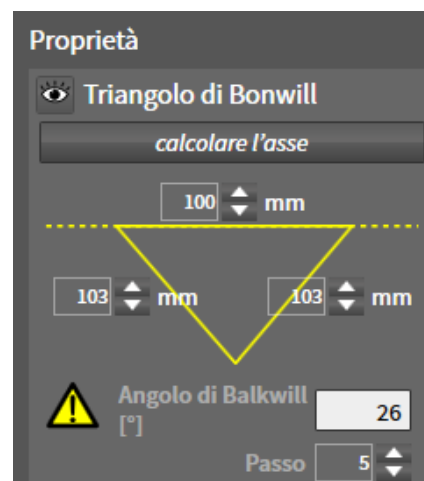 Proprietà
Triangolo di Bonwill
calcolare l'asse
100 mm
103 mm 103 mm
Angolo di Balkwill
[°] 26
Passo 5